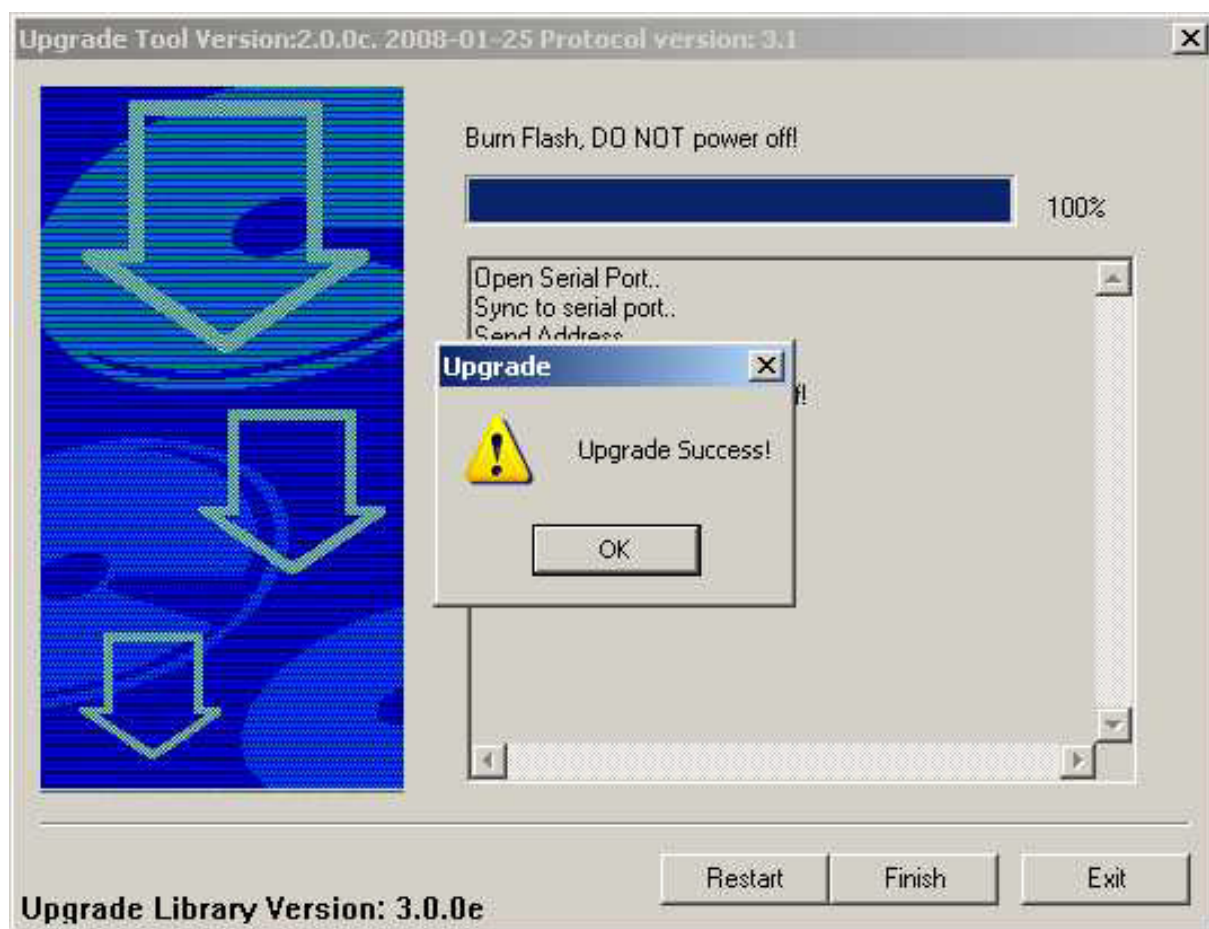 Upgrade Tool Version:2.0.0c. 2008-01-25 Protocol version: 3.1
Burn Flash, DO NOT power off!
100%
Open Serial Port..
Sync to serial port..
Send Address
Upgrade
f!
Upgrade Success!
OK
Restart
Finish
Exit
Upgrade Library Version: 3.0.0e